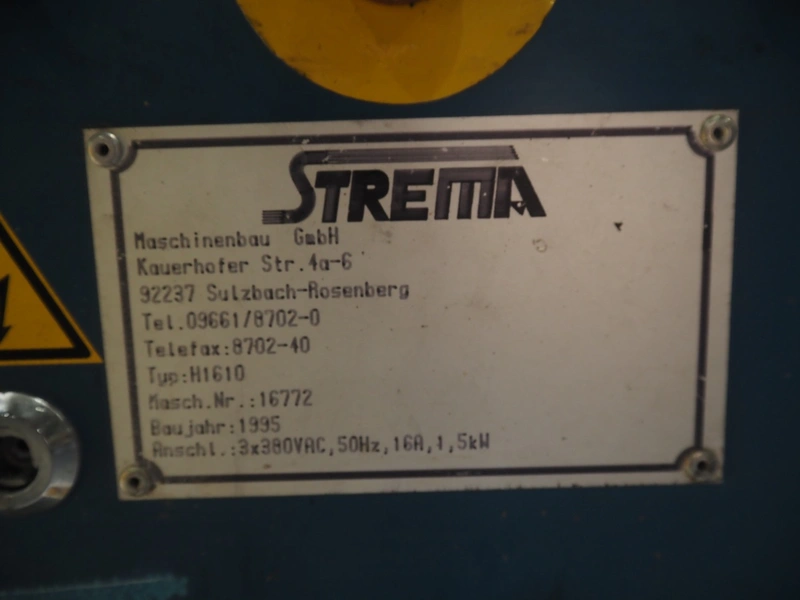 STREMA
Maschinenbau GmbH
Kauerhofer Str.4a-6
92237 Sulzbach-Rosenberg
Tel.09661/8702-0
Telefax:8702-40
Typ:H1610
Masch.Nr.:16772
Baujahr:1995
Anschl.:3x380VAC,50Hz,16A,1,5kW